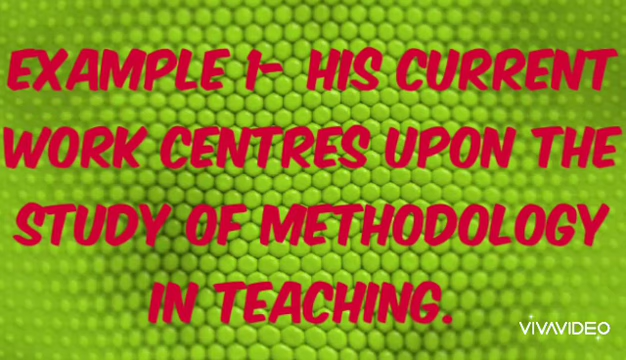 EXAMPLE 1- HIS CURRENT
WORK CENTRES UPON THE
STUDY OF METHODOLOGY
IN TEACHING.
VIVAVIDEO